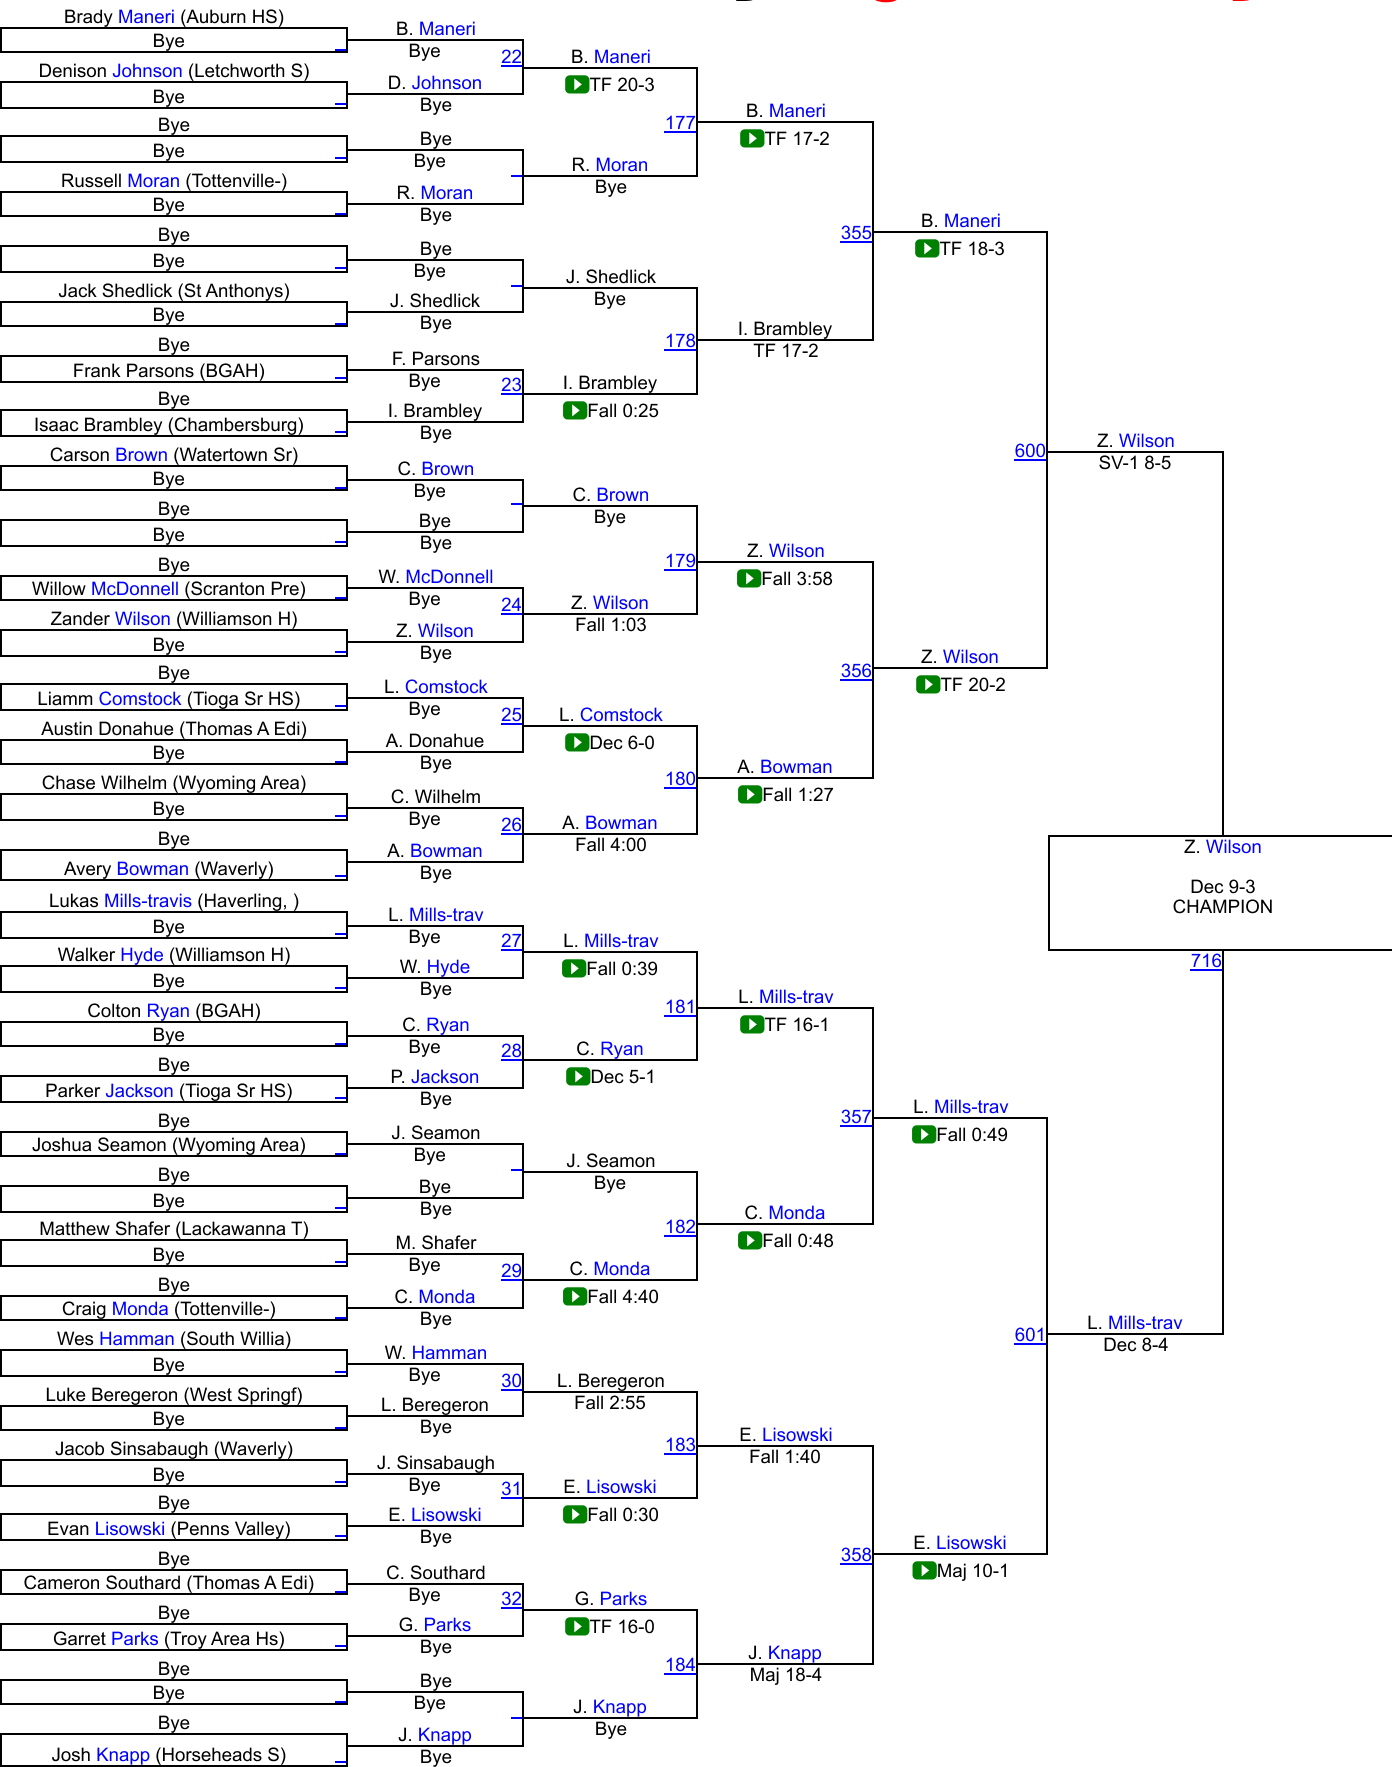 Brady Maneri (Auburn HS)
Bye
Denison Johnson (Letchworth S)
Bye
Bye
Bye
Russell Moran (Tottenville-)
Bye
Bye
Bye
Jack Shedlick (St Anthonys)
Bye
Bye
Frank Parsons (BGAH)
Bye
Isaac Brambley (Chambersburg)
Carson Brown (Watertown Sr)
Bye
Bye
Bye
Bye
Willow McDonnell (Scranton Pre)
Zander Wilson (Williamson H)
Bye
Bye
Liamm Comstock (Tioga Sr HS)
Austin Donahue (Thomas A Edi)
Bye
Chase Wilhelm (Wyoming Area)
Bye
Bye
Avery Bowman (Waverly)
Lukas Mills-travis (Haverling, )
Bye
Walker Hyde (Williamson H)
Bye
Colton Ryan (BGAH)
Bye
Bye
Parker Jackson (Tioga Sr HS)
Bye
Joshua Seamon (Wyoming Area)
Bye
Bye
Matthew Shafer (Lackawanna T)
Bye
Bye
Craig Monda (Tottenville-)
Wes Hamman (South Willia)
Bye
Luke Beregeron (West Springf)
Bye
Jacob Sinsabaugh (Waverly)
Bye
Bye
Evan Lisowski (Penns Valley)
Bye
Cameron Southard (Thomas A Edi)
Bye
Garret Parks (Troy Area Hs)
Bye
Bye
Bye
Josh Knapp (Horseheads S)
B. Maneri
Bye
22
D. Johnson
Bye
Bye
Bye
R. Moran
Bye
Bye
Bye
J. Shedlick
Bye
F. Parsons
Bye
23
I. Brambley
Bye
C. Brown
Bye
Bye
Bye
W. McDonnell
Bye
24
Z. Wilson
Bye
L. Comstock
Bye
25
A. Donahue
Bye
C. Wilhelm
Bye
26
A. Bowman
Bye
L. Mills-trav
Bye
27
W. Hyde
Bye
C. Ryan
Bye
28
P. Jackson
Bye
J. Seamon
Bye
Bye
Bye
M. Shafer
Bye
29
C. Monda
Bye
W. Hamman
Bye
30
L. Beregeron
Bye
J. Sinsabaugh
Bye
31
E. Lisowski
Bye
C. Southard
Bye
32
G. Parks
Bye
Bye
Bye
J. Knapp
Bye
B. Maneri
TF 20-3
177
R. Moran
Bye
J. Shedlick
Bye
178
I. Brambley
Fall 0:25
C. Brown
Bye
179
Z. Wilson
Fall 1:03
L. Comstock
Dec 6-0
180
A. Bowman
Fall 4:00
L. Mills-trav
Fall 0:39
181
C. Ryan
Dec 5-1
J. Seamon
Bye
182
C. Monda
Fall 4:40
L. Beregeron
Fall 2:55
183
E. Lisowski
Fall 0:30
G. Parks
TF 16-0
184
J. Knapp
Bye
B. Maneri
TF 17-2
355
I. Brambley
TF 17-2
Z. Wilson
Fall 3:58
356
A. Bowman
Fall 1:27
L. Mills-trav
TF 16-1
357
C. Monda
Fall 0:48
E. Lisowski
Fall 1:40
358
J. Knapp
Maj 18-4
B. Maneri
TF 18-3
600
Z. Wilson
TF 20-2
L. Mills-trav
Fall 0:49
601
E. Lisowski
Maj 10-1
Z. Wilson
SV-1 8-5
Z. Wilson
Dec 9-3
CHAMPION
716
L. Mills-trav
Dec 8-4